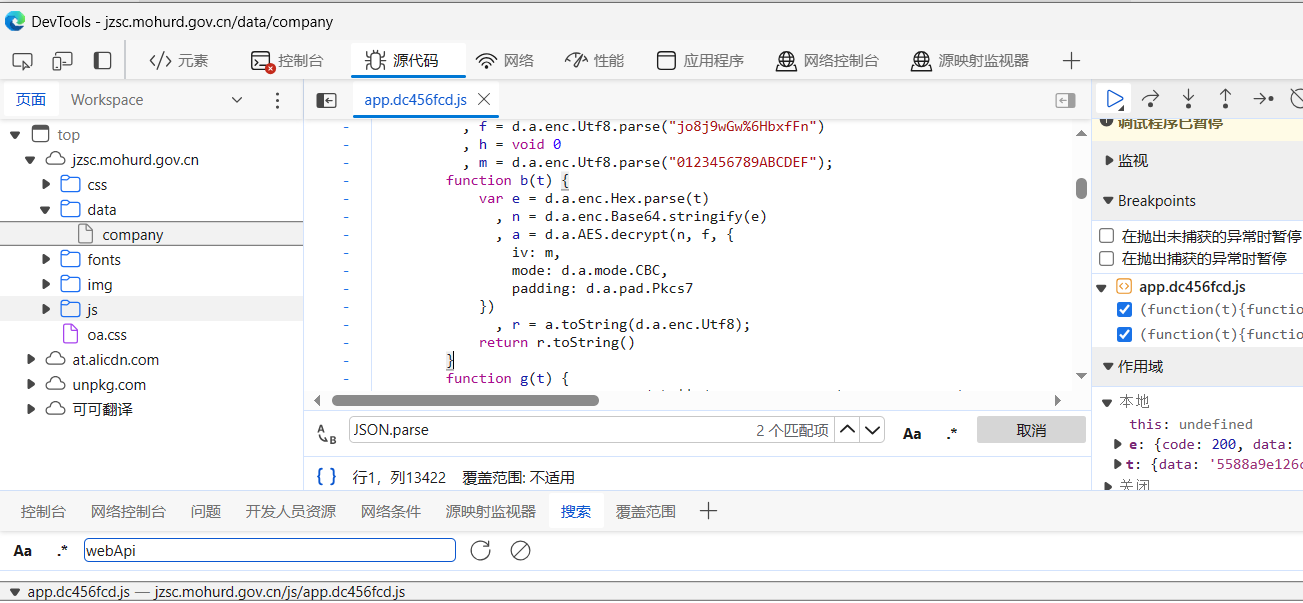 DevTools - jzsc.mohurd.gov.cn/data/company
元素 控制台 源代码 网络 性能 应用程序 网络控制台 源映射监视器
页面 Workspace
app.dc456fcd.js
top
jzsc.mohurd.gov.cn
css
data
company
fonts
img
js
oa.css
at.alicdn.com
unpkg.com
可可翻译
, f = d.a.enc.Utf8.parse("jo8j9wGw%6HbxfFn")
, h = void 0
, m = d.a.enc.Utf8.parse("0123456789ABCDEF");
function b(t) {
var e = d.a.enc.Hex.parse(t)
, n = d.a.enc.Base64.stringify(e)
, a = d.a.AES.decrypt(n, f, {
iv: m,
mode: d.a.mode.CBC,
padding: d.a.pad.Pkcs7
})
, r = a.toString(d.a.enc.Utf8);
return r.toString()
}
function g(t) {
JSON.parse 2 个匹配项 Aa .* 取消
{ } 行1，列13422 覆盖范围: 不适用
调试程序已暂停
监视
Breakpoints
在抛出未捕获的异常时暂停
在抛出捕获的异常时暂停
app.dc456fcd.js
(function(t){functio
(function(t){functio
作用域
本地
this: undefined
e: {code: 200, data:
t: {data: '5588a9e126c
关闭
控制台 网络控制台 问题 开发人员资源 网络条件 源映射监视器 搜索 覆盖范围
Aa .* webApi
app.dc456fcd.js — jzsc.mohurd.gov.cn/js/app.dc456fcd.js